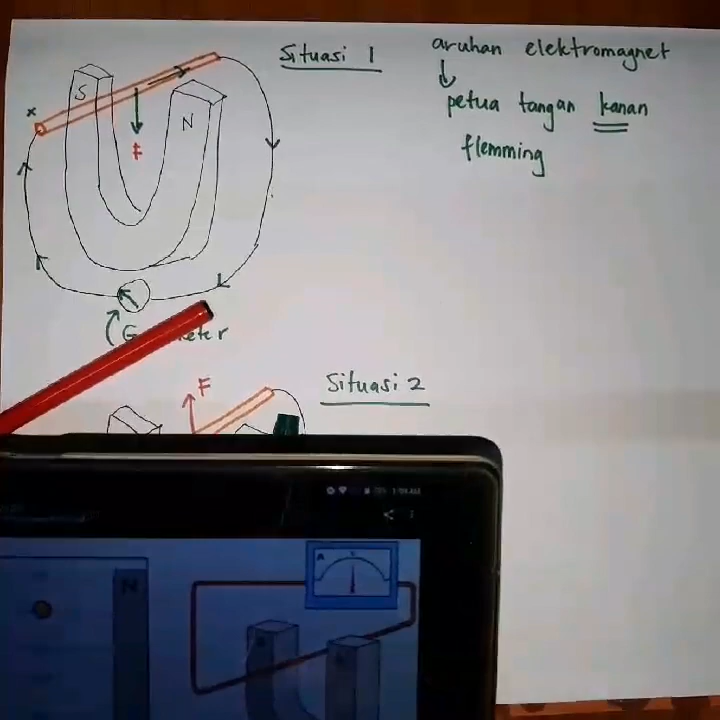 Situasi 1
aruhan elektromagnet
petua tangan kanan
flemming
S
N
x
F
Situasi 2
F
N
A